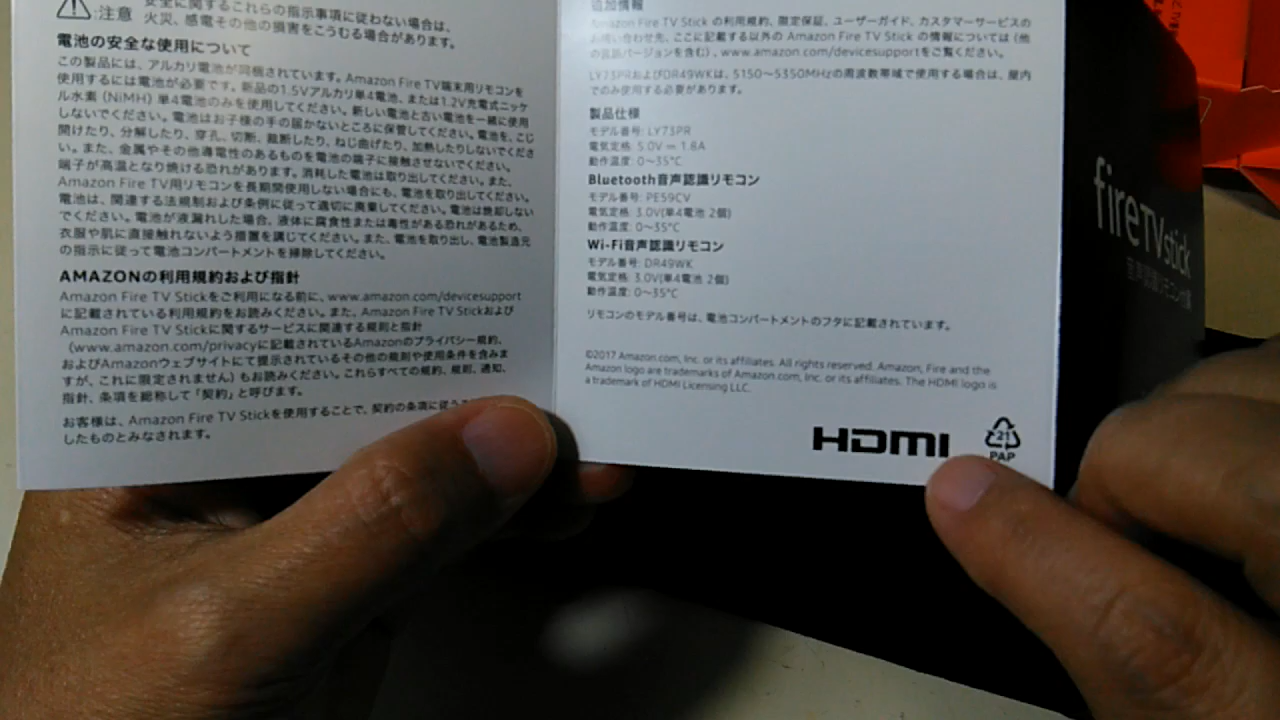 安全に関するこれらの指示事項に従わない場合は、
:注意 火災、感電その他の損害をこうむる場合があります。
電池の安全な使用について
この製品には、アルカリ電池が同梱されています。Amazon Fire TV端末用リモコンを
使用するには電池が必要です。新品の1.5Vアルカリ単4電池、または1.2V充電式ニッケ
ル水素(NiMH)単4電池のみを使用してください。新しい電池と古い電池を一緒に使用
しないでください。電池はお子様の手の届かないところに保管してください。電池を、こじ
開けたり、分解したり、穿孔、切断、裁断したり、ねじ曲げたり、加熱したりしないでくださ
い。また、金属やその他導電性のあるものを電池の端子に接触させないでください。
端子が高温となり焼ける恐れがあります。消耗した電池は取り出してください。また、
Amazon Fire TV用リモコンを長期間使用しない場合にも、電池を取り出してください。
電池は、関連する法規制および条例に従って適切に廃棄してください。電池は焼却しない
でください。電池が液漏れした場合、液体に腐食性または毒性がある恐れがあるため、
衣服や肌に直接触れないよう措置を講じてください。また、電池を取り出し、電池製造元
の指示に従って電池コンパートメントを掃除してください。
AMAZONの利用規約および指針
Amazon Fire TV Stickをご利用になる前に、www.amazon.com/devicesupport
に記載されている利用規約をお読みください。また、Amazon Fire TV Stickおよび
Amazon Fire TV Stickに関するサービスに関連する規則と指針
(www.amazon.com/privacyに記載されているAmazonのプライバシー規約、
およびAmazonウェブサイトにて提示されているその他の規則や使用条件を含みま
すが、これに限定されません)もお読みください。これらすべての規約、規則、通知、
指針、条項を総称して「契約」と呼びます。
お客様は、Amazon Fire TV Stickを使用することで、契約の条項に従う
したものとみなされます。
追加情報
Amazon Fire TV Stick の利用規約、限定保証、ユーザーガイド、カスタマーサービスの
お問い合わせ先、ここに記載する以外の Amazon Fire TV Stick の情報については(他
の言語バージョンを含む)、www.amazon.com/devicesupportをご覧ください。
LY73PRおよびDR49WKは、5150~5350MHzの周波数帯域で使用する場合は、屋内
でのみ使用する必要があります。
製品仕様
モデル番号: LY73PR
電気定格: 5.0V ⎓ 1.8A
動作温度: 0~35℃
Bluetooth音声認識リモコン
モデル番号: PE59CV
電気定格: 3.0V(単4電池 2個)
動作温度: 0~35℃
Wi-Fi音声認識リモコン
モデル番号: DR49WK
電気定格: 3.0V(単4電池 2個)
動作温度: 0~35℃
リモコンのモデル番号は、電池コンパートメントのフタに記載されています。
©2017 Amazon.com, Inc. or its affiliates. All rights reserved. Amazon, Fire and the
Amazon logo are trademarks of Amazon.com, Inc. or its affiliates. The HDMI logo is
a trademark of HDMI Licensing LLC.
HDMI
21
PAP
fireTVstick
音声認識リモコン付属